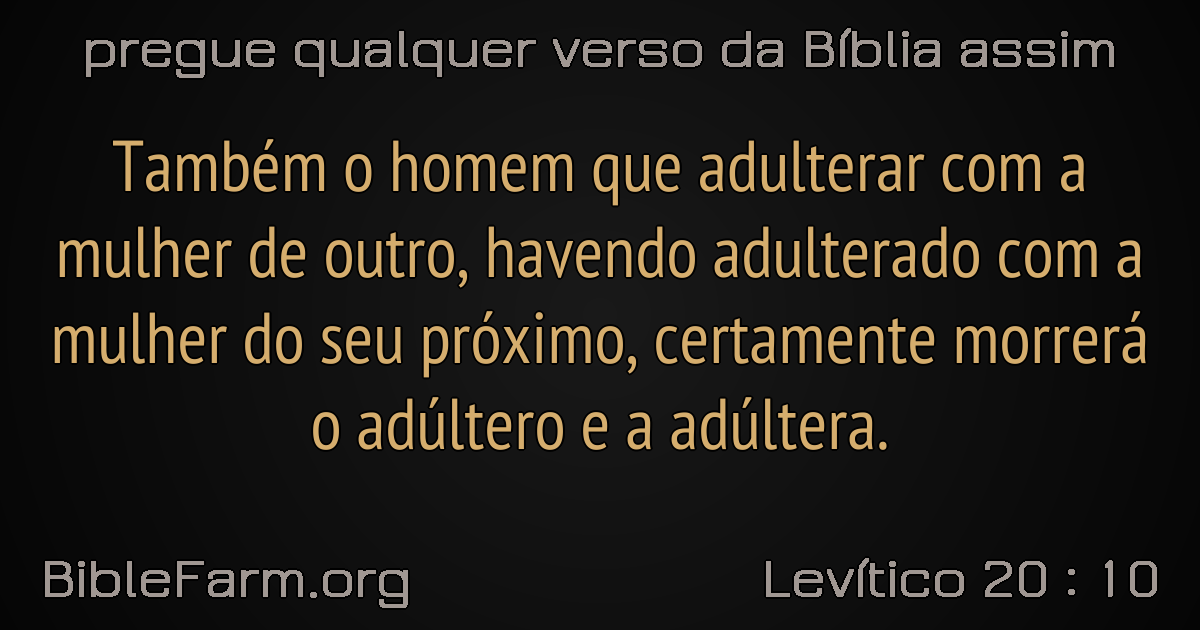 pregue qualquer verso da Bíblia assim
Também o homem que adulterar com a
mulher de outro, havendo adulterado com a
mulher do seu próximo, certamente morrerá
o adúltero e a adúltera.
BibleFarm.org
Levítico 20 : 10